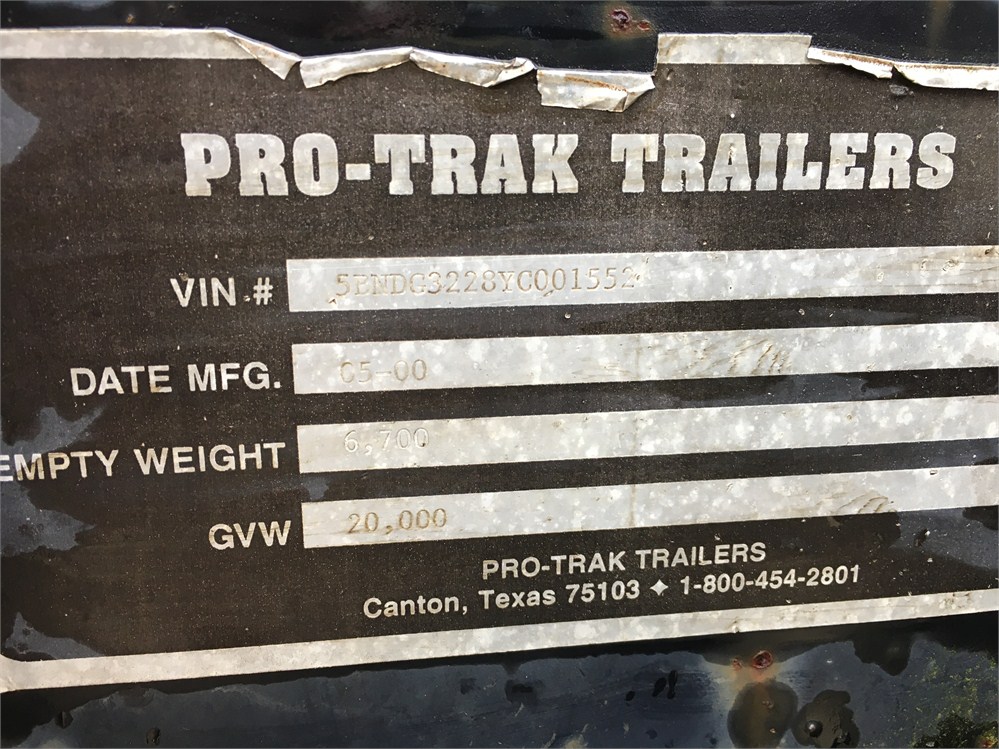 PRO-TRAK TRAILERS
VIN # 5ENDG3228YC001552
DATE MFG. 05-00
EMPTY WEIGHT 6,700
GVW 20,000
PRO-TRAK TRAILERS
Canton, Texas 75103 ✦ 1-800-454-2801